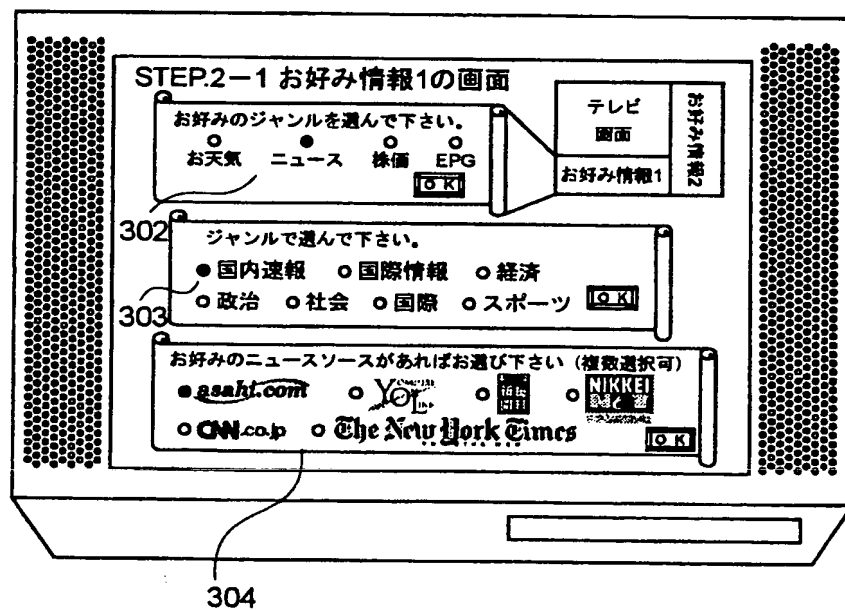 STEP.2－1 お好み情報1の画面
お好みのジャンルを選んで下さい。
お天気 ニュース 株価 EPG
OK
テレビ
画面
お好み情報1
お好み情報2
302
ジャンルで選んで下さい。
国内速報 国際情報 経済
政治 社会 国際 スポーツ
OK
303
お好みのニュースソースがあればお選び下さい（複数選択可）
asahi.com NIKKEI
CNN.co.jp The New York Times
OK
304